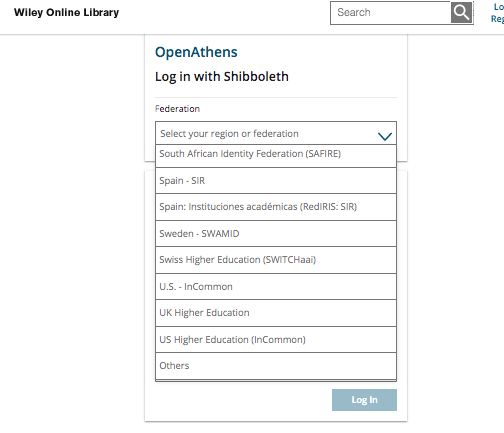 Wiley Online Library
Search
Lo
Reg
OpenAthens
Log in with Shibboleth
Federation
Select your region or federation
South African Identity Federation (SAFIRE)
Spain - SIR
Spain: Instituciones académicas (RedIRIS: SIR)
Sweden - SWAMID
Swiss Higher Education (SWITCHaai)
U.S. - InCommon
UK Higher Education
US Higher Education (InCommon)
Others
Log In